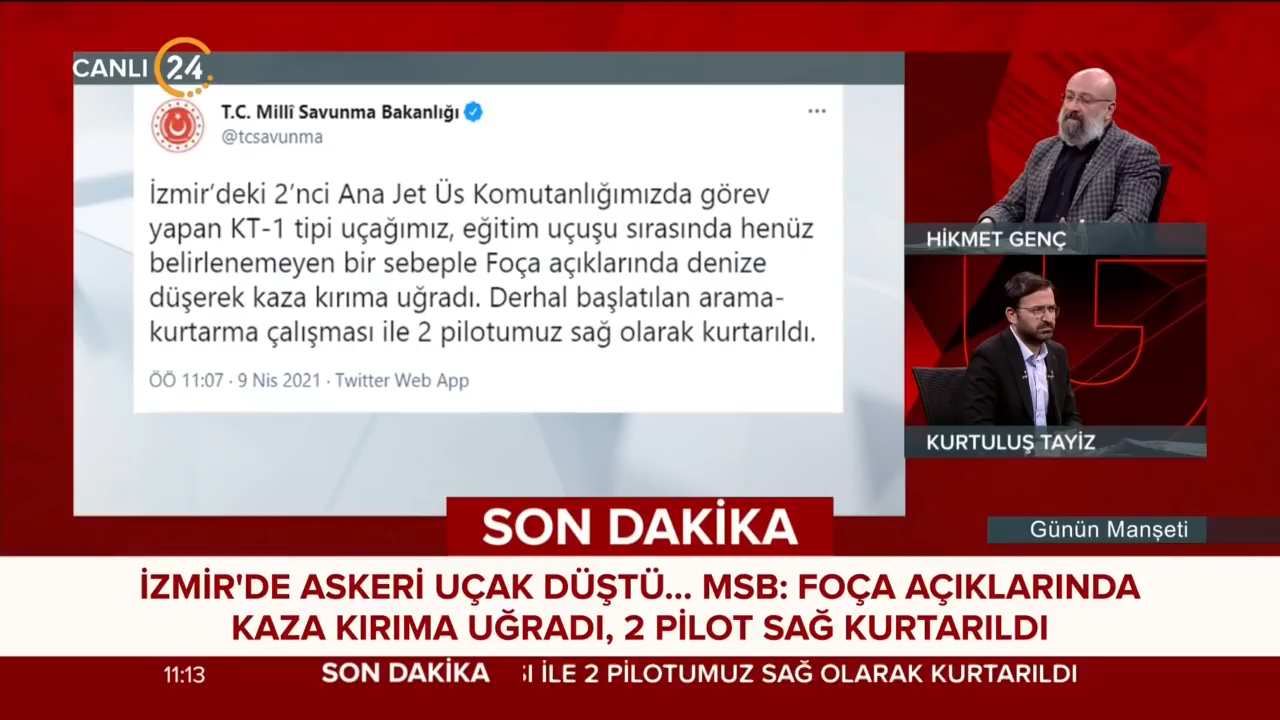 CANLI 24
T.C. Millî Savunma Bakanlığı
@tcsavunma
İzmir'deki 2'nci Ana Jet Üs Komutanlığımızda görev
yapan KT-1 tipi uçağımız, eğitim uçuşu sırasında henüz
belirlenemeyen bir sebeple Foça açıklarında denize
düşerek kaza kırıma uğradı. Derhal başlatılan arama-
kurtarma çalışması ile 2 pilotumuz sağ olarak kurtarıldı.
ÖÖ 11:07 · 9 Nis 2021 · Twitter Web App
HİKMET GENÇ
KURTULUŞ TAYİZ
SON DAKİKA
Günün Manşeti
İZMİR'DE ASKERİ UÇAK DÜŞTÜ... MSB: FOÇA AÇIKLARINDA
KAZA KIRIMA UĞRADI, 2 PİLOT SAĞ KURTARILDI
11:13 SON DAKİKA İLE 2 PİLOTUMUZ SAĞ OLARAK KURTARILDI